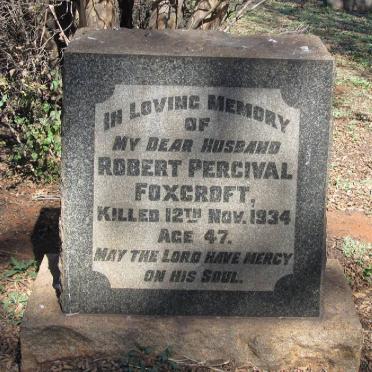 IN LOVING MEMORY
OF
MY DEAR HUSBAND
ROBERT PERCIVAL
FOXCROFT,
KILLED 12TH NOV. 1934
AGE 47.
MAY THE LORD HAVE MERCY
ON HIS SOUL.